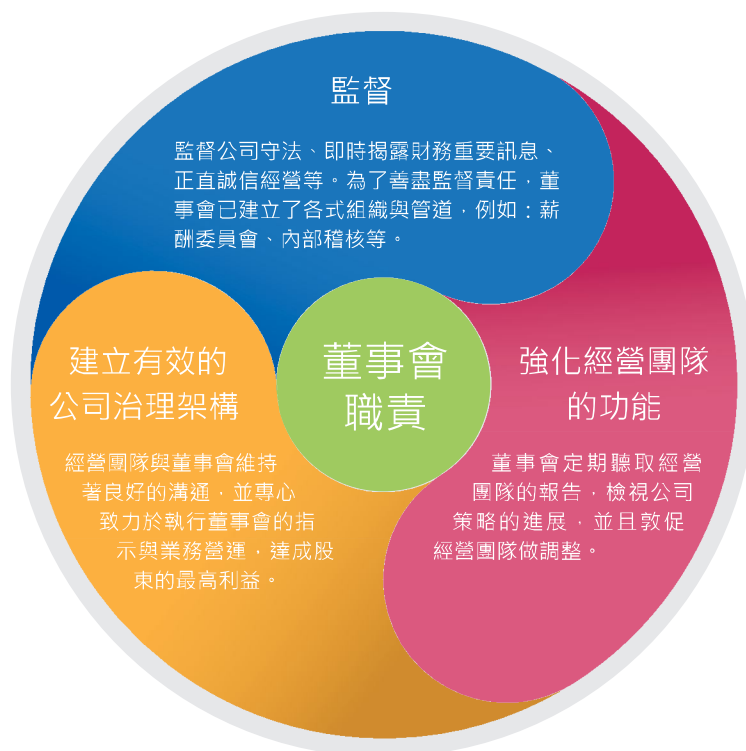 監督
監督公司守法、即時揭露財務重要訊息、
正直誠信經營等。為了善盡監督責任，董
事會已建立了各式組織與管道，例如：薪
酬委員會、內部稽核等。
董事會
職責
建立有效的
公司治理架構
經營團隊與董事會維持
著良好的溝通，並專心
致力於執行董事會的指
示與業務營運，達成股
東的最高利益。
強化經營團隊
的功能
董事會定期聽取經營
團隊的報告，檢視公司
策略的進展，並且敦促
經營團隊做調整。